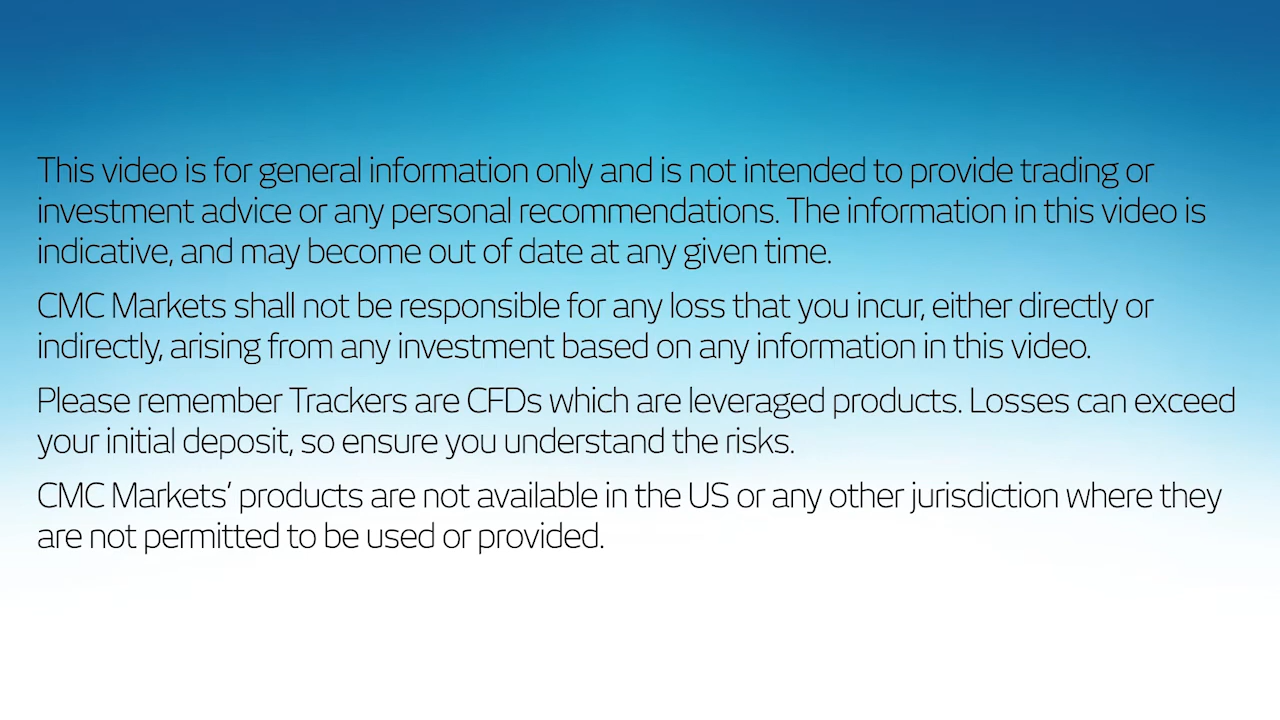 This video is for general information only and is not intended to provide trading or
investment advice or any personal recommendations. The information in this video is
indicative, and may become out of date at any given time.
CMC Markets shall not be responsible for any loss that you incur, either directly or
indirectly, arising from any investment based on any information in this video.
Please remember Trackers are CFDs which are leveraged products. Losses can exceed
your initial deposit, so ensure you understand the risks.
CMC Markets’ products are not available in the US or any other jurisdiction where they
are not permitted to be used or provided.